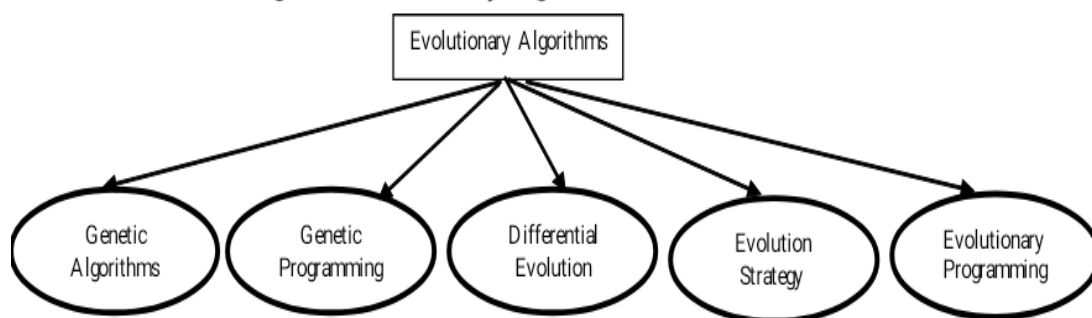 Evolutionary Algorithms
Genetic
Algorithms
Genetic
Programming
Differential
Evolution
Evolution
Strategy
Evolutionary
Programming